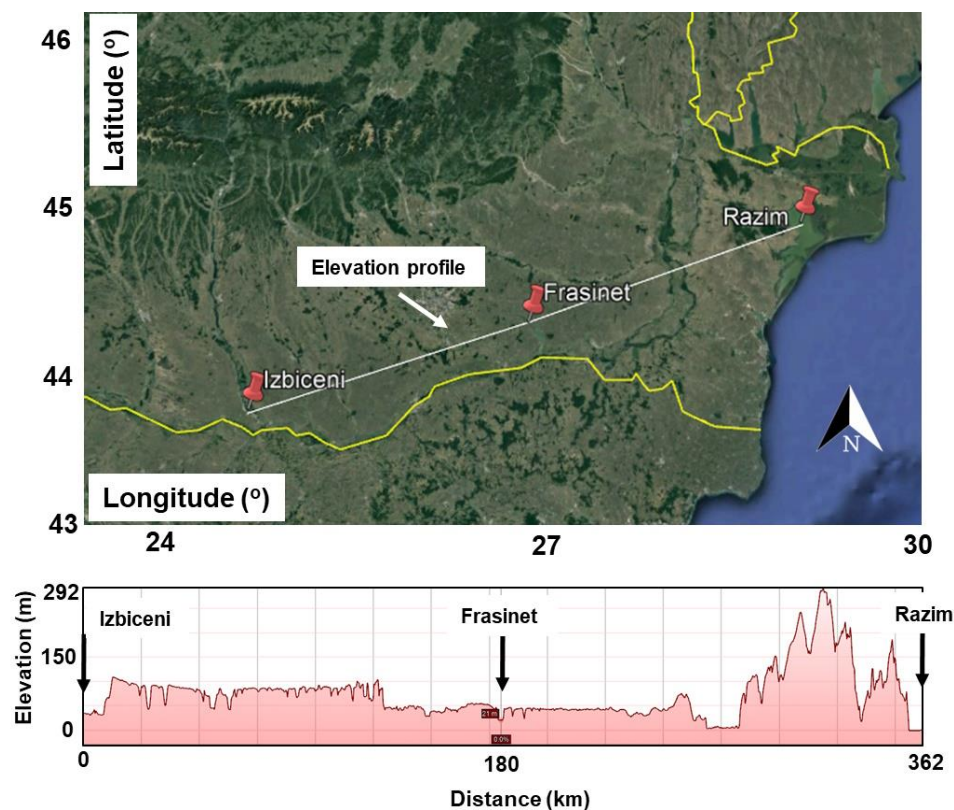 46
Latitude (º)
45
Razim
Elevation profile
Frasinet
44
Izbiceni
N
Longitude (º)
43
24
27
30
292
Izbiceni
Frasinet
Razim
Elevation (m)
150
21 m
0
0.0%
0
180
362
Distance (km)